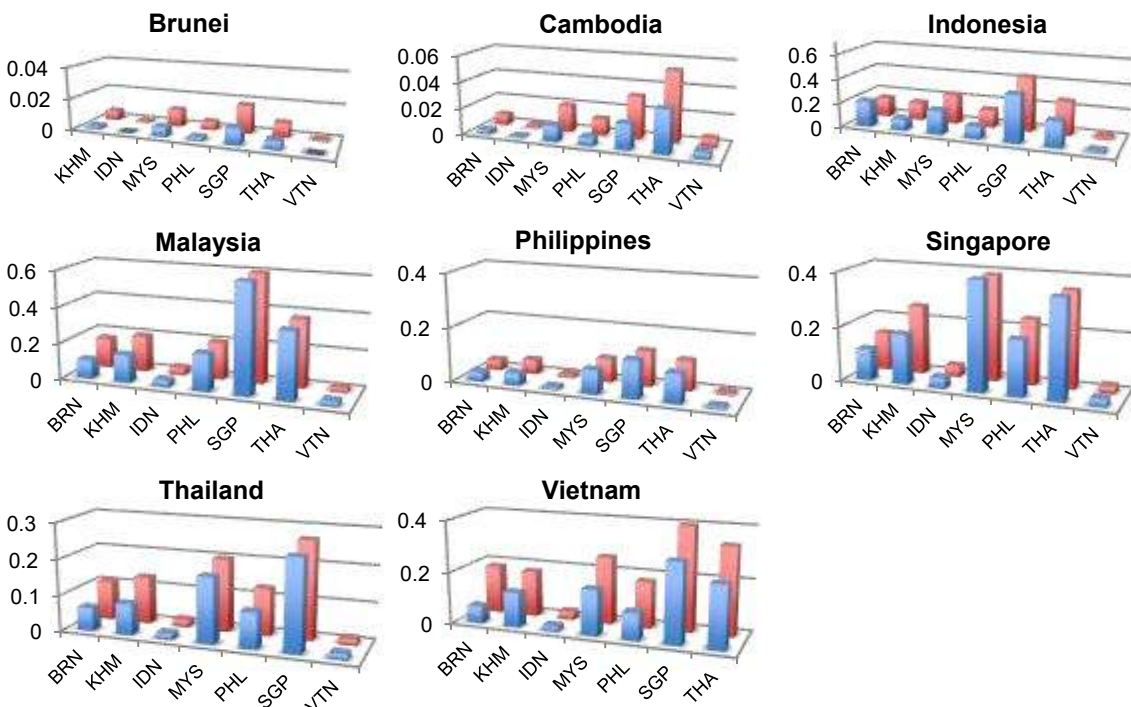 Brunei
0.04
0.02
0
KHM
IDN
MYS
PHL
SGP
THA
VTN
Cambodia
0.06
0.04
0.02
0
BRN
IDN
MYS
PHL
SGP
THA
VTN
Indonesia
0.6
0.4
0.2
0
BRN
KHM
MYS
PHL
SGP
THA
VTN
Malaysia
0.6
0.4
0.2
0
BRN
KHM
IDN
PHL
SGP
THA
VTN
Philippines
0.4
0.2
0
BRN
KHM
IDN
MYS
SGP
THA
VTN
Singapore
0.4
0.2
0
BRN
KHM
IDN
MYS
PHL
THA
VTN
Thailand
0.3
0.2
0.1
0
BRN
KHM
IDN
MYS
PHL
SGP
VTN
Vietnam
0.4
0.2
0
BRN
KHM
IDN
MYS
PHL
SGP
THA